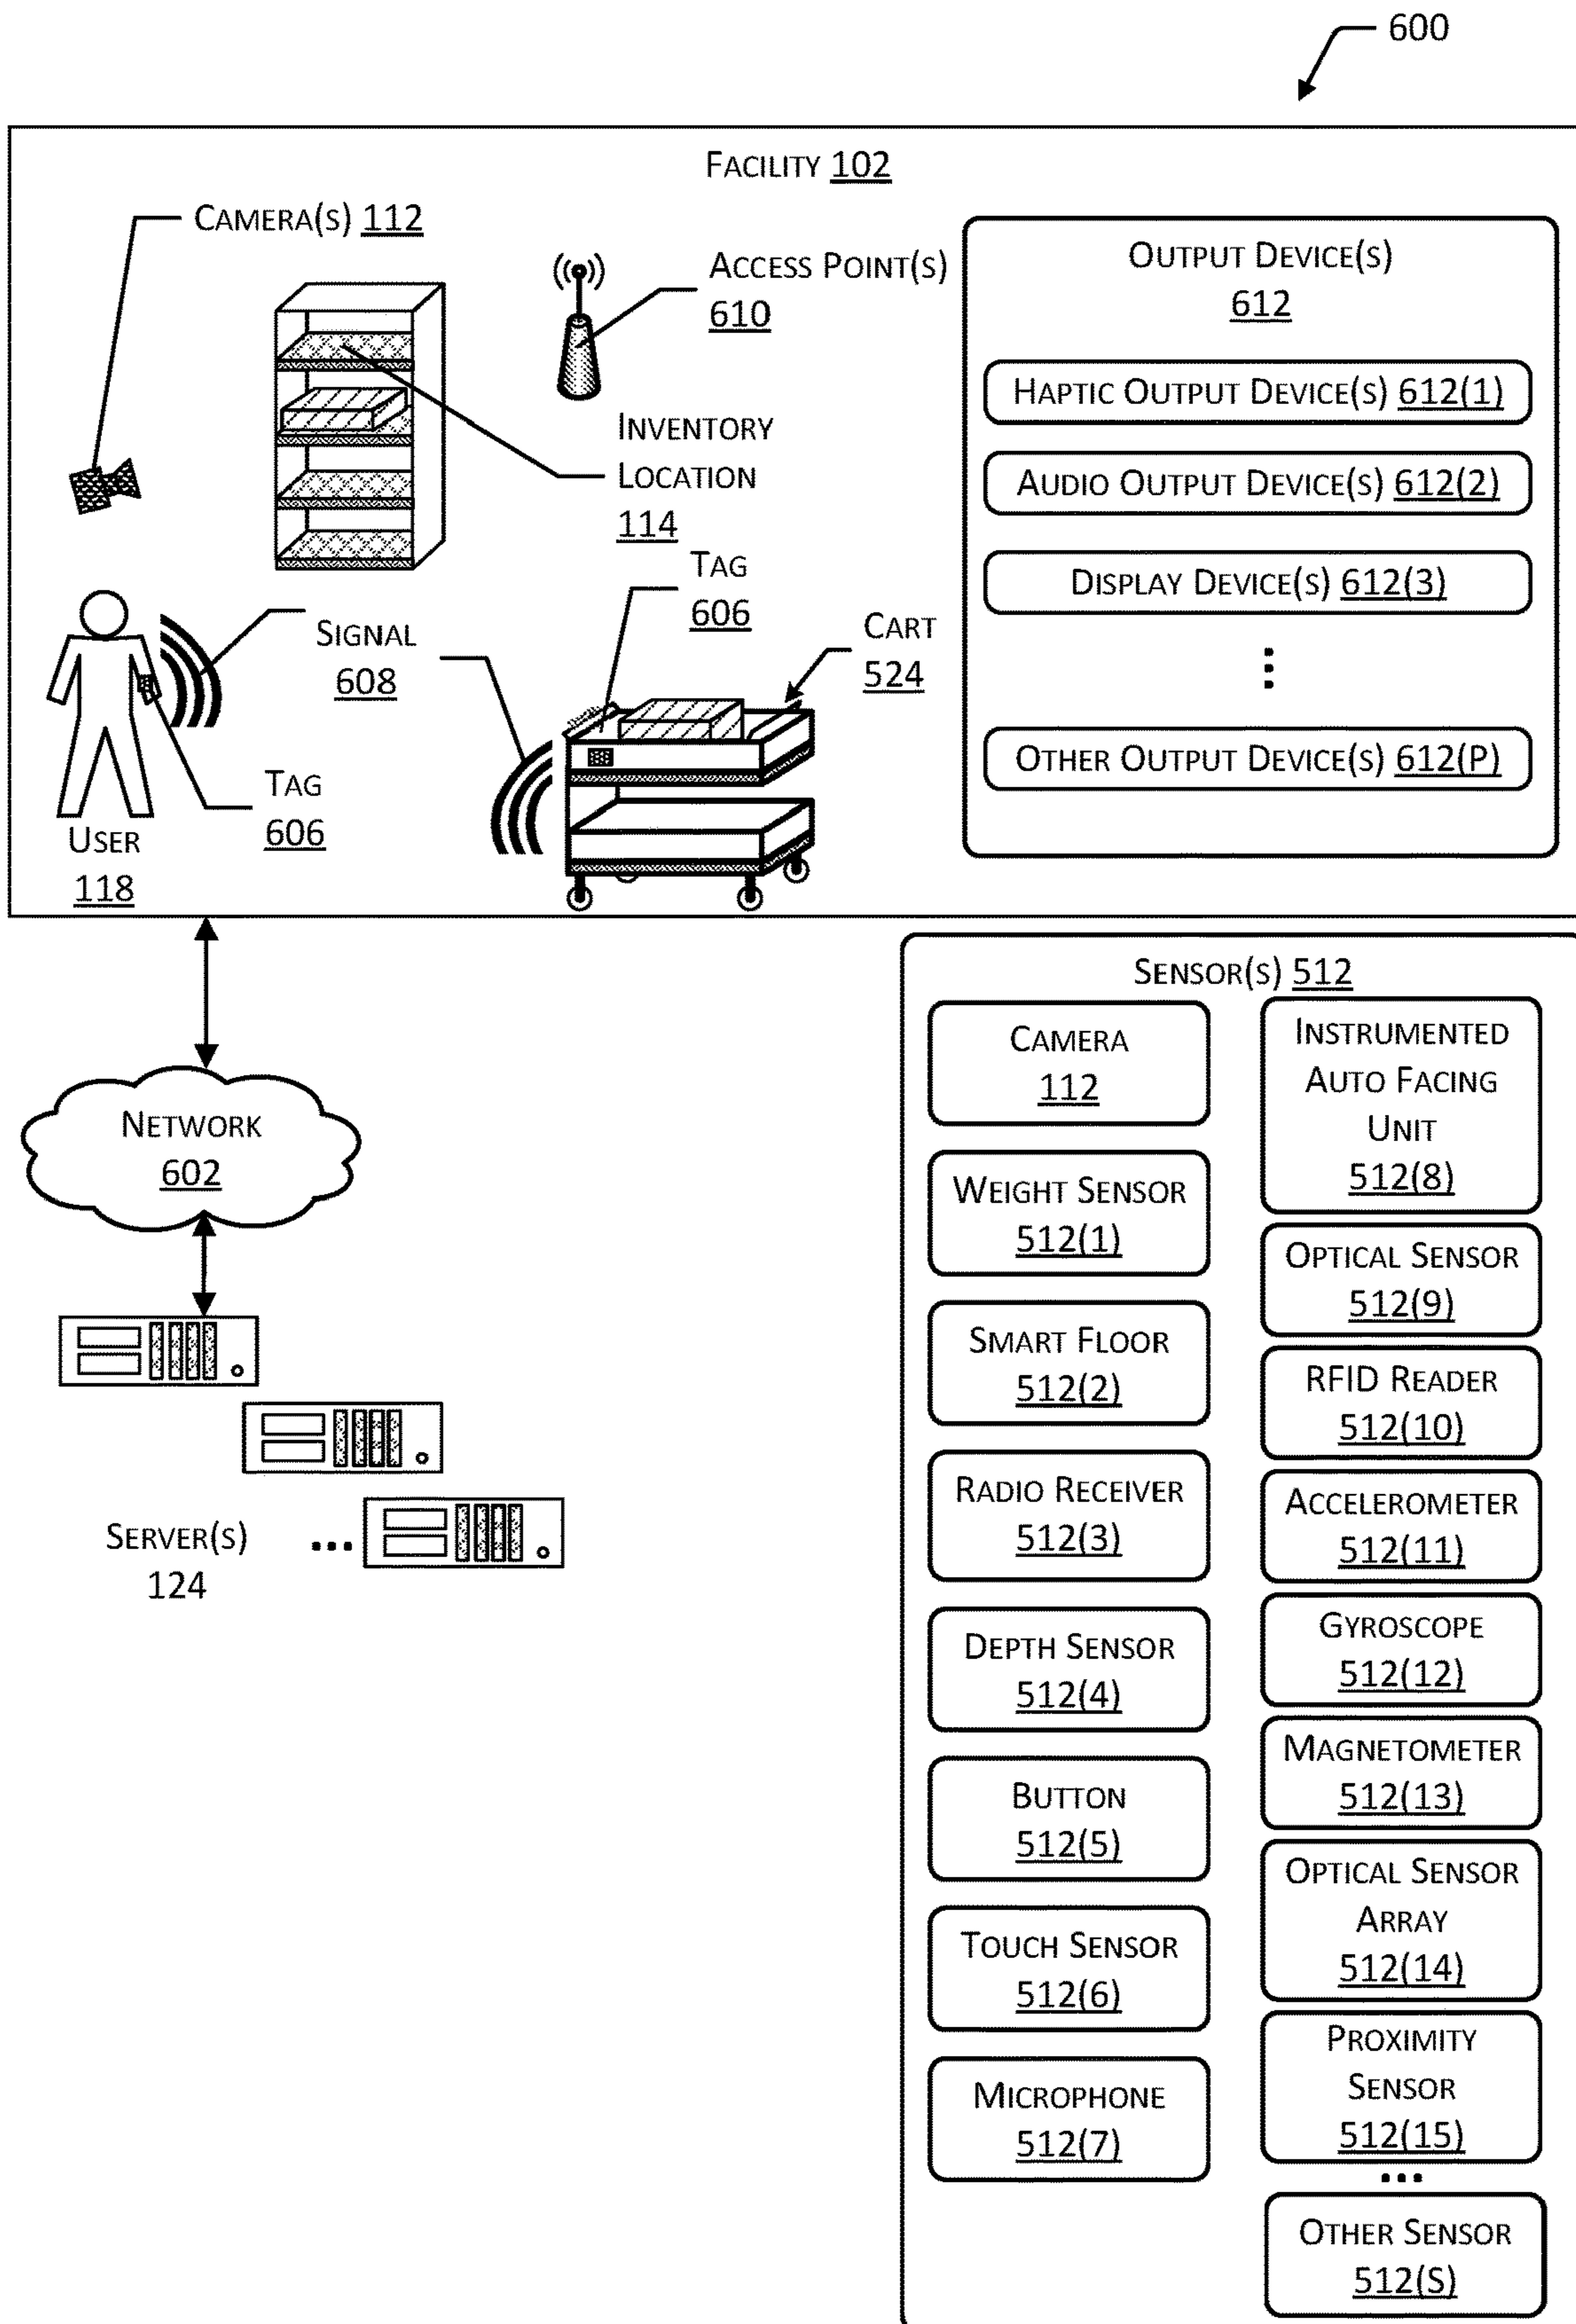 600
FACILITY 102
CAMERA(S) 112
ACCESS POINT(S)
610
INVENTORY
LOCATION
114
TAG
606
SIGNAL
608
CART
524
TAG
606
USER
118
OUTPUT DEVICE(S)
612
HAPTIC OUTPUT DEVICE(S) 612(1)
AUDIO OUTPUT DEVICE(S) 612(2)
DISPLAY DEVICE(S) 612(3)
⋮
OTHER OUTPUT DEVICE(S) 612(P)
NETWORK
602
SERVER(S)
124
...
SENSOR(S) 512
CAMERA
112
WEIGHT SENSOR
512(1)
SMART FLOOR
512(2)
RADIO RECEIVER
512(3)
DEPTH SENSOR
512(4)
BUTTON
512(5)
TOUCH SENSOR
512(6)
MICROPHONE
512(7)
INSTRUMENTED
AUTO FACING
UNIT
512(8)
OPTICAL SENSOR
512(9)
RFID READER
512(10)
ACCELEROMETER
512(11)
GYROSCOPE
512(12)
MAGNETOMETER
512(13)
OPTICAL SENSOR
ARRAY
512(14)
PROXIMITY
SENSOR
512(15)
...
OTHER SENSOR
512(S)